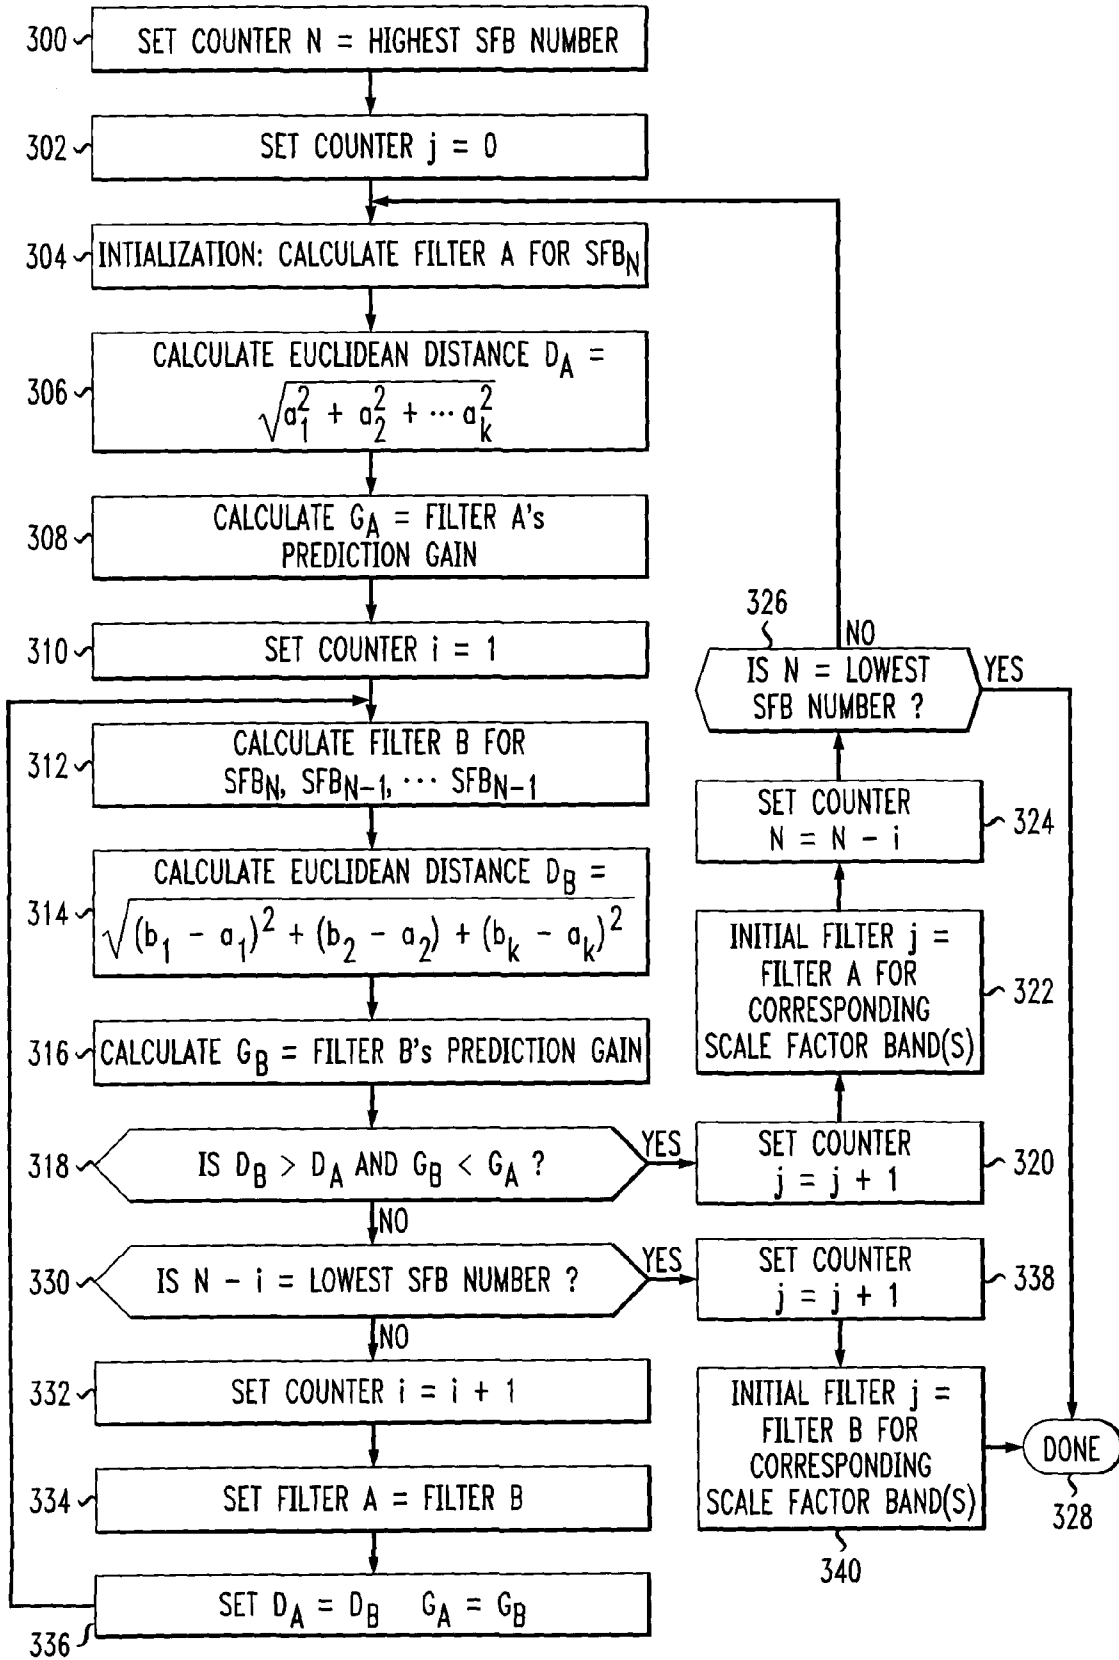 300
SET COUNTER N = HIGHEST SFB NUMBER
302
SET COUNTER j = 0
304
INTIALIZATION: CALCULATE FILTER A FOR SFB_N
306
CALCULATE EUCLIDEAN DISTANCE D_A =
√(a_1^2 + a_2^2 + ··· a_k^2)
308
CALCULATE G_A = FILTER A's
PREDICTION GAIN
310
SET COUNTER i = 1
312
CALCULATE FILTER B FOR
SFB_N, SFB_N-1, ··· SFB_N-1
314
CALCULATE EUCLIDEAN DISTANCE D_B =
√((b_1 - a_1)^2 + (b_2 - a_2) + (b_k - a_k)^2)
316
CALCULATE G_B = FILTER B's PREDICTION GAIN
318
IS D_B > D_A AND G_B < G_A ?
YES
NO
320
SET COUNTER
j = j + 1
322
INITIAL FILTER j =
FILTER A FOR
CORRESPONDING
SCALE FACTOR BAND(S)
324
SET COUNTER
N = N - i
326
IS N = LOWEST
SFB NUMBER ?
NO
YES
330
IS N - i = LOWEST SFB NUMBER ?
YES
NO
338
SET COUNTER
j = j + 1
332
SET COUNTER i = i + 1
340
INITIAL FILTER j =
FILTER B FOR
CORRESPONDING
SCALE FACTOR BAND(S)
DONE
328
334
SET FILTER A = FILTER B
336
SET D_A = D_B G_A = G_B